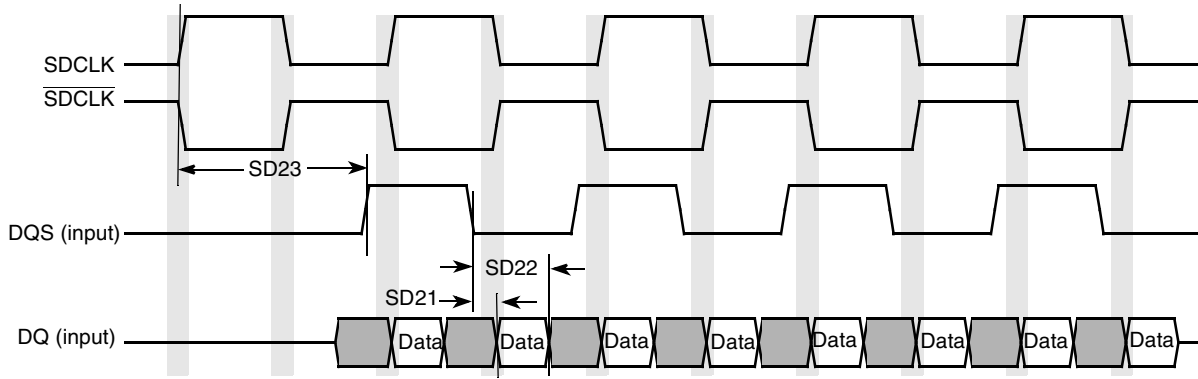 SDCLK
SDCLK
SD23
DQS (input)
SD22
SD21
DQ (input)
Data Data Data Data Data Data Data Data